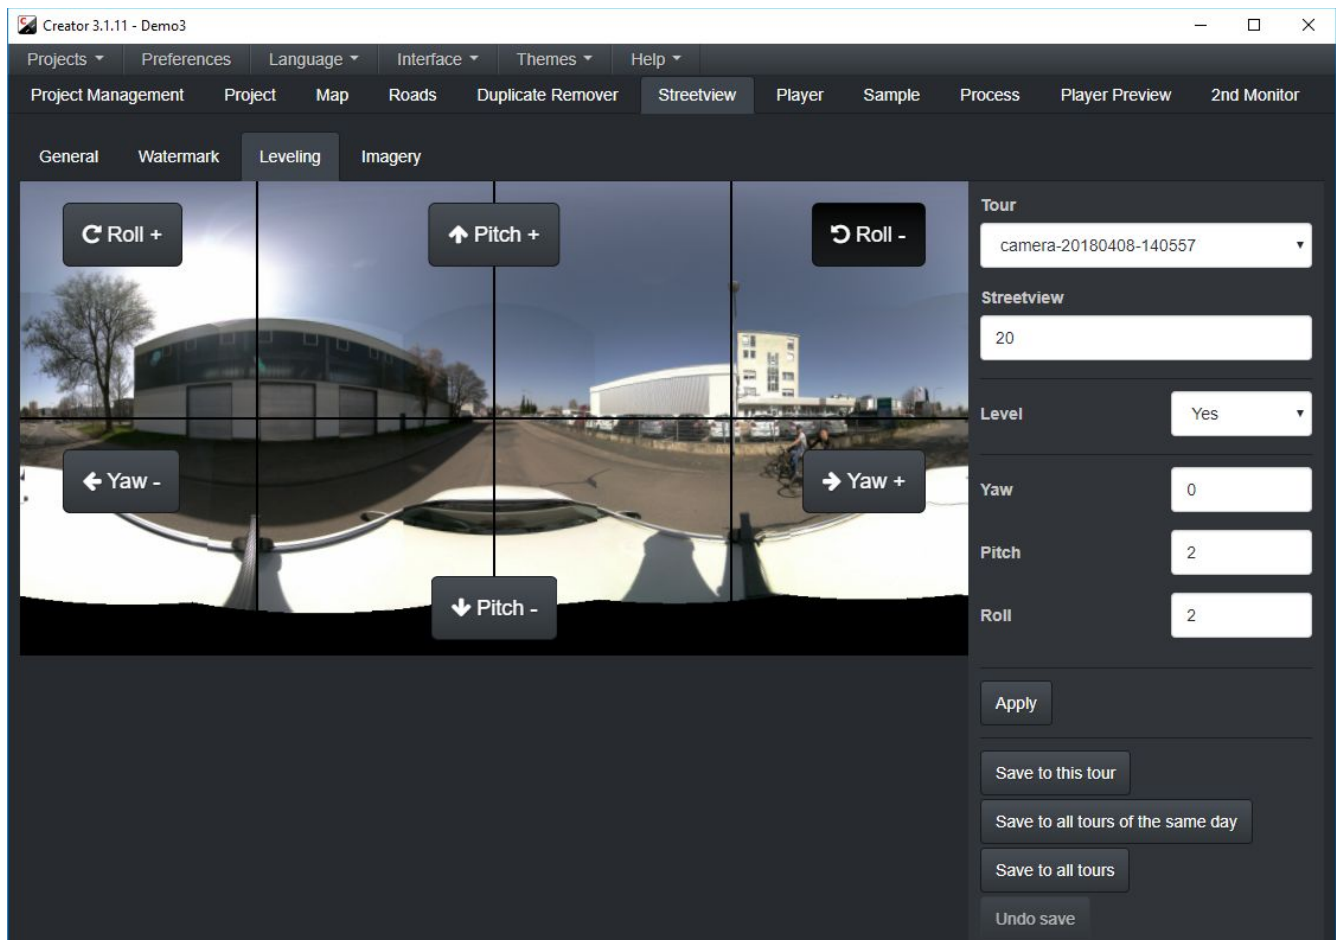 Creator 3.1.11 - Demo3
Projects Preferences Language Interface Themes Help
Project Management Project Map Roads Duplicate Remover Streetview Player Sample Process Player Preview 2nd Monitor
General Watermark Leveling Imagery
Roll + Pitch + Roll -
Yaw - Yaw +
Pitch -
Tour
camera-20180408-140557
Streetview
20
Level Yes
Yaw 0
Pitch 2
Roll 2
Apply
Save to this tour
Save to all tours of the same day
Save to all tours
Undo save